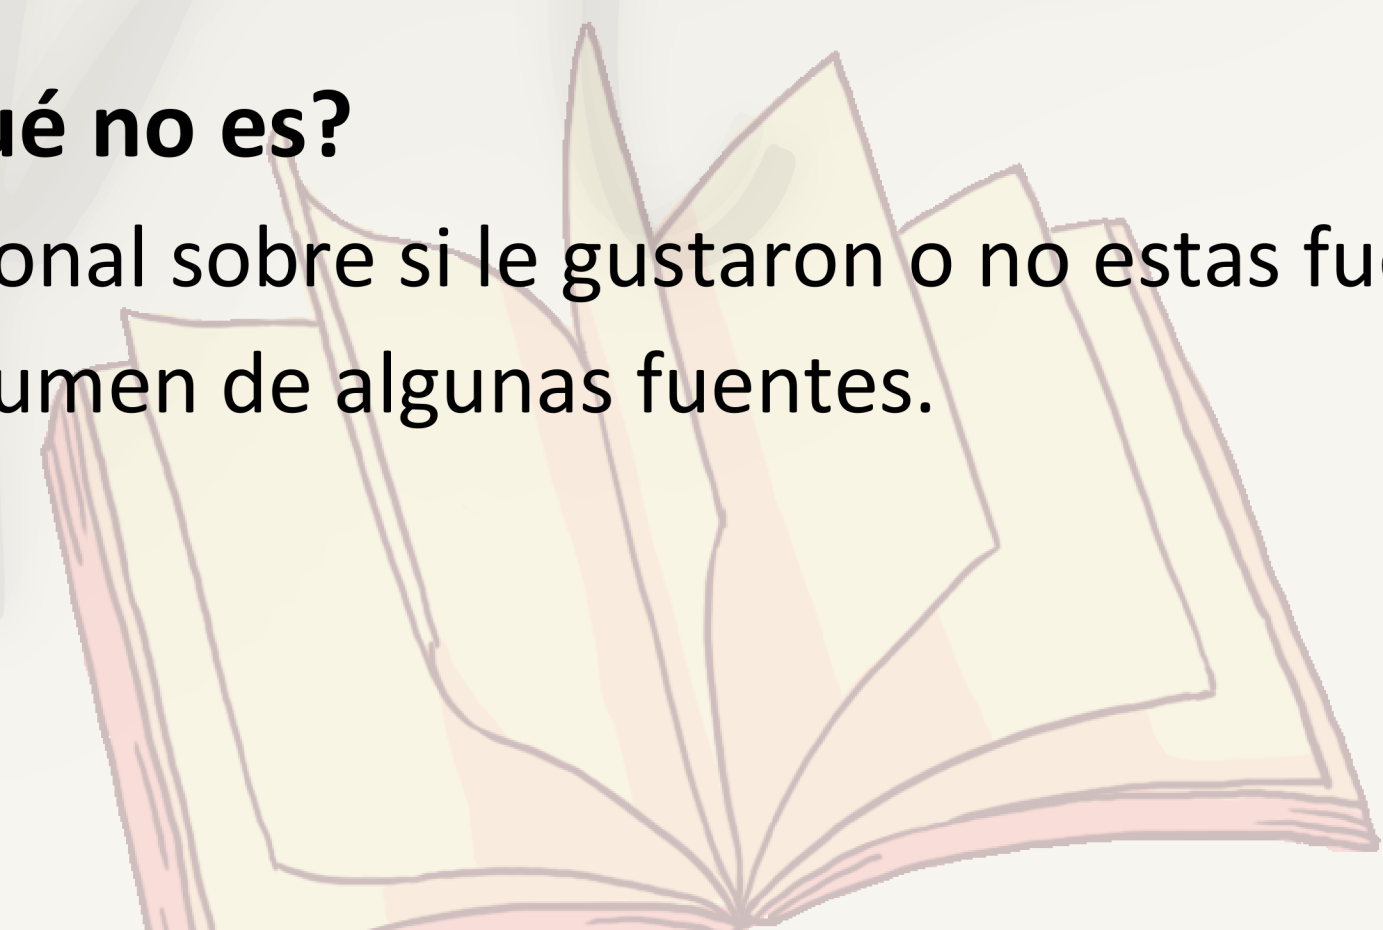 ué no es?
onal sobre si le gustaron o no estas fue
umen de algunas fuentes.